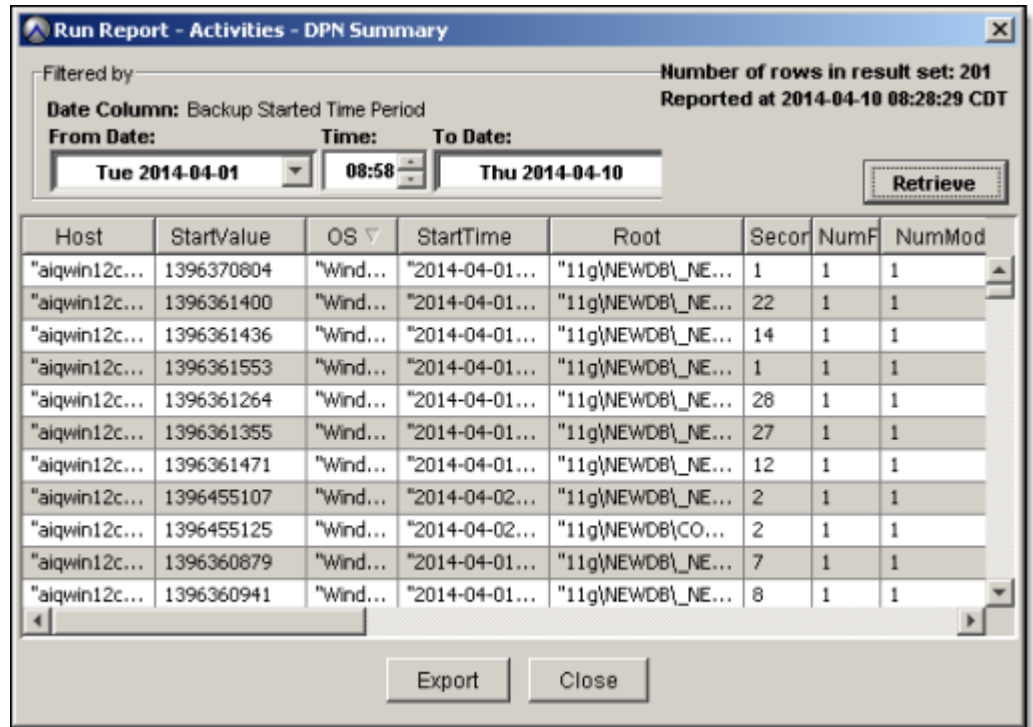 Run Report - Activities - DPN Summary
Filtered by
Number of rows in result set: 201
Reported at 2014-04-10 08:28:29 CDT
Date Column: Backup Started Time Period
From Date: Time: To Date:
Tue 2014-04-01 08:58 Thu 2014-04-10
Retrieve
Host StartValue OS StartTime Root Secor NumF NumMod
"aiqwin12c... 1396370804 "Wind... "2014-04-01... "11g\NEWDB\_NE... 1 1 1
"aiqwin12c... 1396361400 "Wind... "2014-04-01... "11g\NEWDB\_NE... 22 1 1
"aiqwin12c... 1396361436 "Wind... "2014-04-01... "11g\NEWDB\_NE... 14 1 1
"aiqwin12c... 1396361553 "Wind... "2014-04-01... "11g\NEWDB\_NE... 1 1 1
"aiqwin12c... 1396361264 "Wind... "2014-04-01... "11g\NEWDB\_NE... 28 1 1
"aiqwin12c... 1396361355 "Wind... "2014-04-01... "11g\NEWDB\_NE... 27 1 1
"aiqwin12c... 1396361471 "Wind... "2014-04-01... "11g\NEWDB\_NE... 12 1 1
"aiqwin12c... 1396455107 "Wind... "2014-04-02... "11g\NEWDB\_NE... 2 1 1
"aiqwin12c... 1396455125 "Wind... "2014-04-02... "11g\NEWDB\CO... 2 1 1
"aiqwin12c... 1396360879 "Wind... "2014-04-01... "11g\NEWDB\_NE... 7 1 1
"aiqwin12c... 1396360941 "Wind... "2014-04-01... "11g\NEWDB\_NE... 8 1 1
Export Close